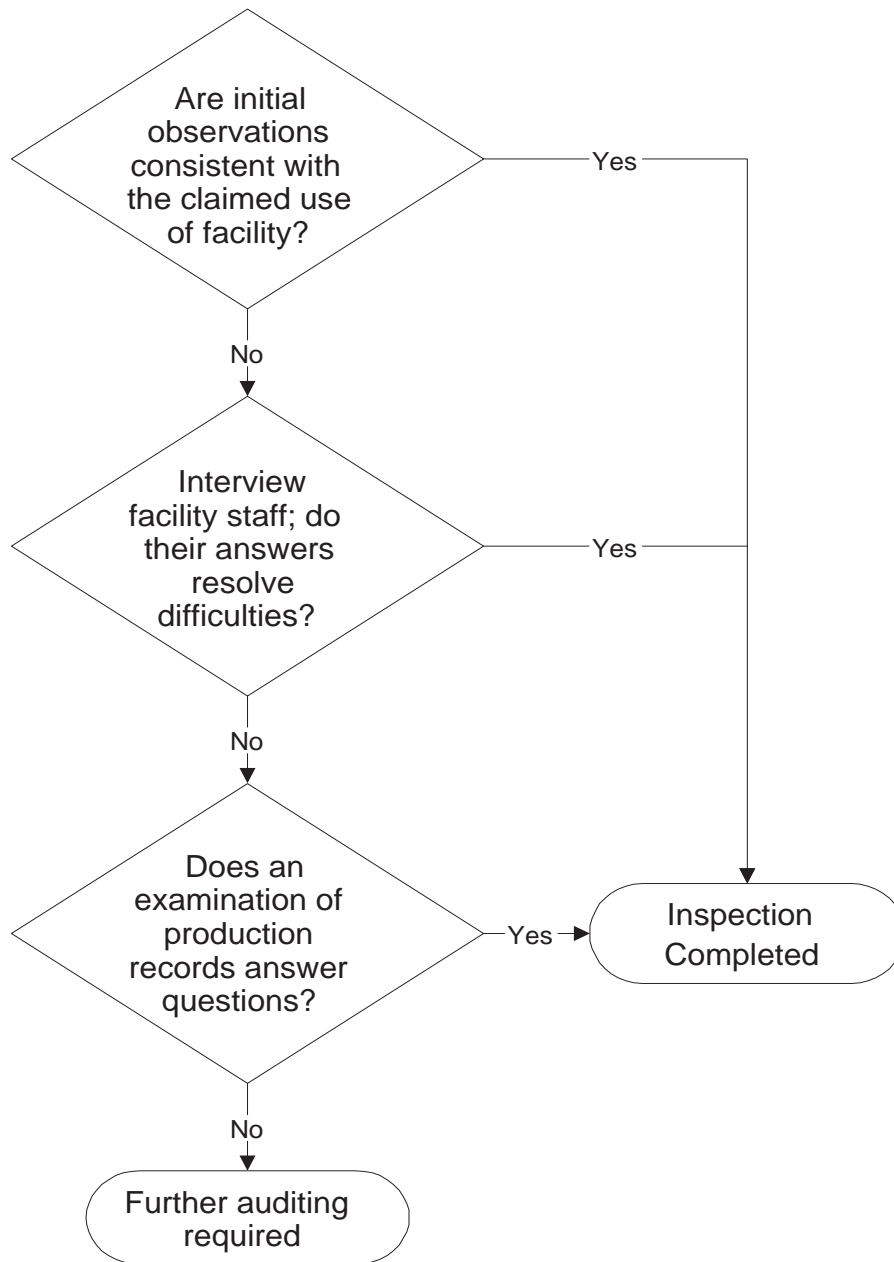 Are initial
observations
consistent with
the claimed use
of facility?
Yes
No
Interview
facility staff; do
their answers
resolve
difficulties?
Yes
No
Does an
examination of
production
records answer
questions?
Yes
Inspection
Completed
No
Further auditing
required